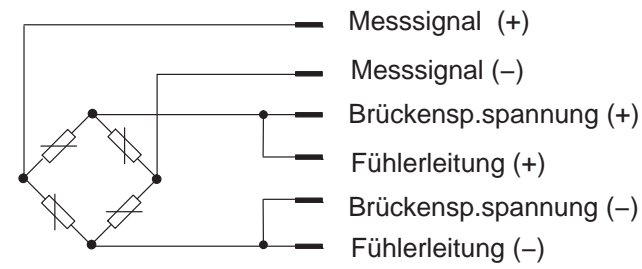 Messsignal (+)
Messsignal (–)
Brückensp.spannung (+)
Fühlerleitung (+)
Brückensp.spannung (–)
Fühlerleitung (–)